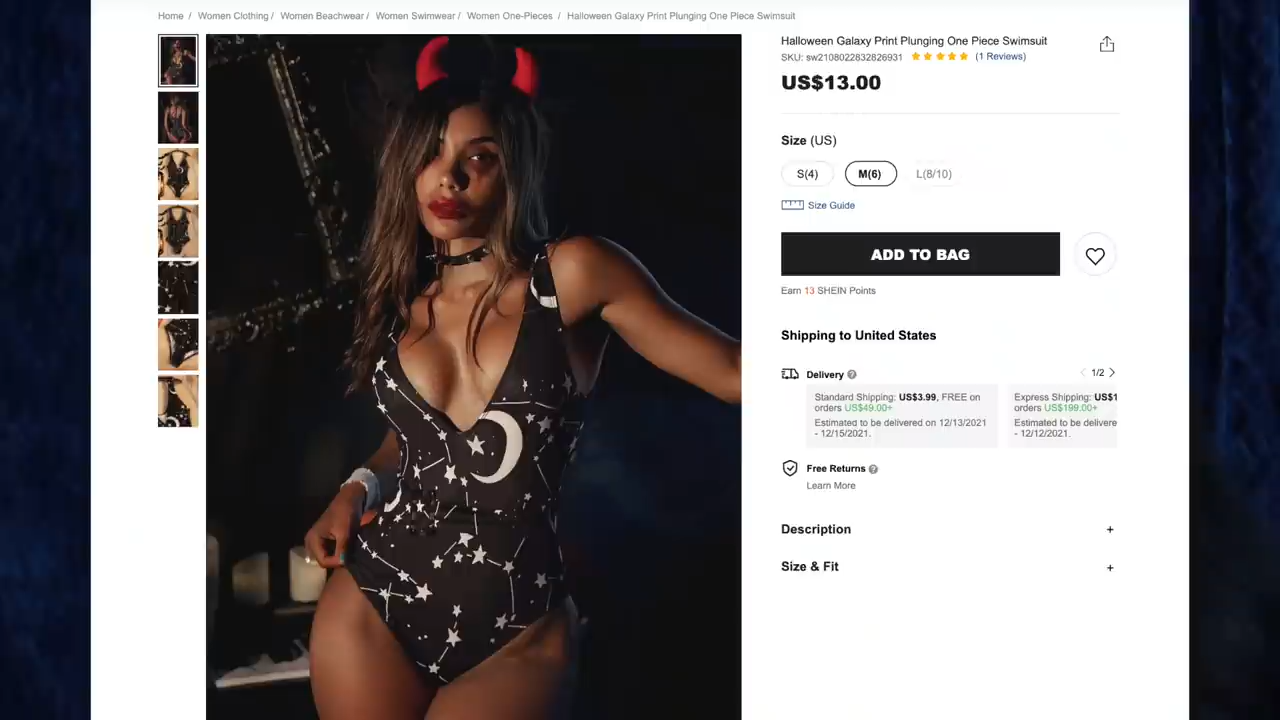 Home / Women Clothing / Women Beachwear / Women Swimwear / Women One-Pieces / Halloween Galaxy Print Plunging One Piece Swimsuit
Halloween Galaxy Print Plunging One Piece Swimsuit
SKU: sw2108022832826931 (1 Reviews)
US$13.00
Size (US)
S(4) M(6) L(8/10)
Size Guide
ADD TO BAG
Earn 13 SHEIN Points
Shipping to United States
Delivery ? 1/2
Standard Shipping: US$3.99, FREE on
orders US$49.00+
Estimated to be delivered on 12/13/2021
- 12/15/2021.
Express Shipping: US$1
orders US$199.00+
Estimated to be delivere
- 12/12/2021.
Free Returns ?
Learn More
Description +
Size & Fit +